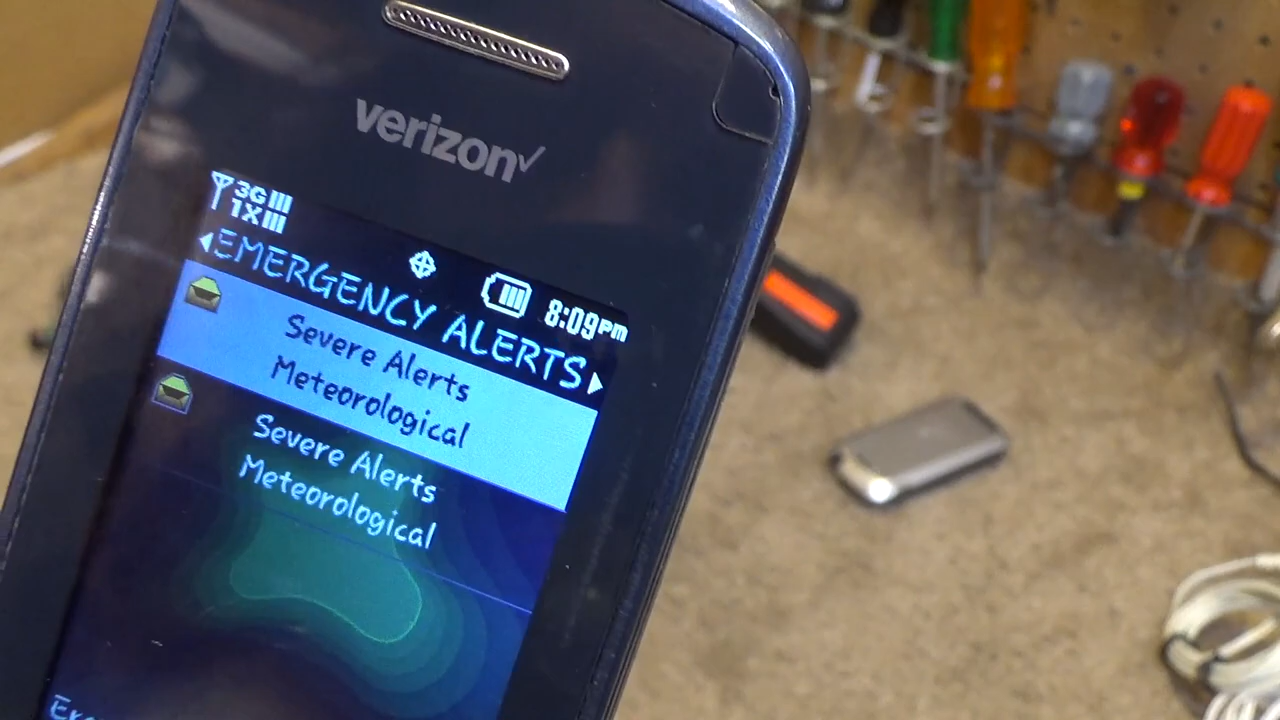 verizon
3G
1X
8:09PM
EMERGENCY ALERTS
Severe Alerts
Meteorological
Severe Alerts
Meteorological